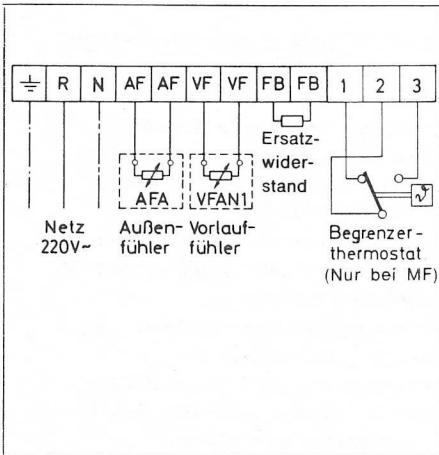 R N AF AF VF VF FB FB 1 2 3
Ersatz-
wider-
stand
AFA VFAN1
ϑ
Netz
220V~
Außen-
fühler
Vorlauf-
fühler
Begrenzer-
thermostat
(Nur bei MF)